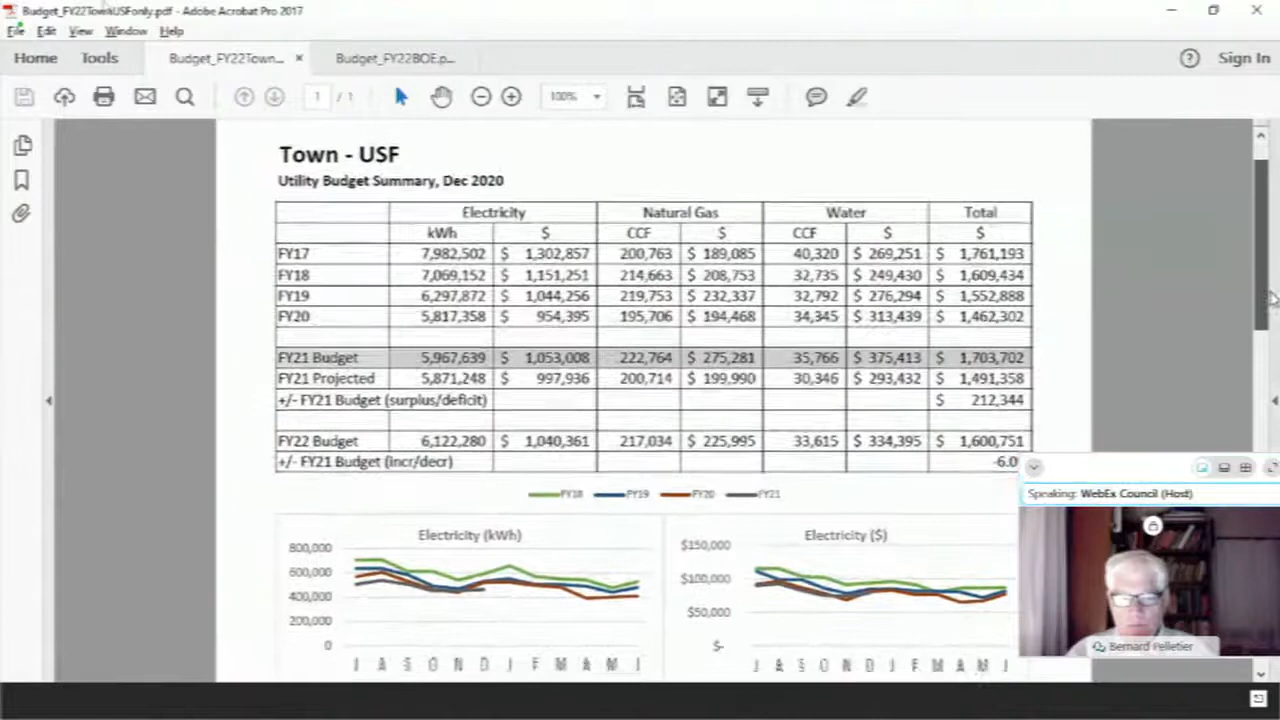 Budget_FY22TownUSFonly.pdf - Adobe Acrobat Pro 2017
File Edit View Window Help
Home Tools Budget_FY22Town... × Budget_FY22BOE.p... Sign In
1 / 1 100%
Town - USF
Utility Budget Summary, Dec 2020
Electricity Natural Gas Water Total
kWh $ CCF $ CCF $ $
FY17 7,982,502 $ 1,302,857 200,763 $ 189,085 40,320 $ 269,251 $ 1,761,193
FY18 7,069,152 $ 1,151,251 214,663 $ 208,753 32,735 $ 249,430 $ 1,609,434
FY19 6,297,872 $ 1,044,256 219,753 $ 232,337 32,792 $ 276,294 $ 1,552,888
FY20 5,817,358 $ 954,395 195,706 $ 194,468 34,345 $ 313,439 $ 1,462,302
FY21 Budget 5,967,639 $ 1,053,008 222,764 $ 275,281 35,766 $ 375,413 $ 1,703,702
FY21 Projected 5,871,248 $ 997,936 200,714 $ 199,990 30,346 $ 293,432 $ 1,491,358
+/- FY21 Budget (surplus/deficit) $ 212,344
FY22 Budget 6,122,280 $ 1,040,361 217,034 $ 225,995 33,615 $ 334,395 $ 1,600,751
+/- FY21 Budget (incr/decr) -6.0
FY18 FY19 FY20 FY21
Speaking: WebEx Council (Host)
Electricity (kWh)
800,000
600,000
400,000
200,000
0
J A S O N D J F M A M J
Electricity ($)
$150,000
$100,000
$50,000
$-
J A S O N D J F M A M J
Bernard Pelletier